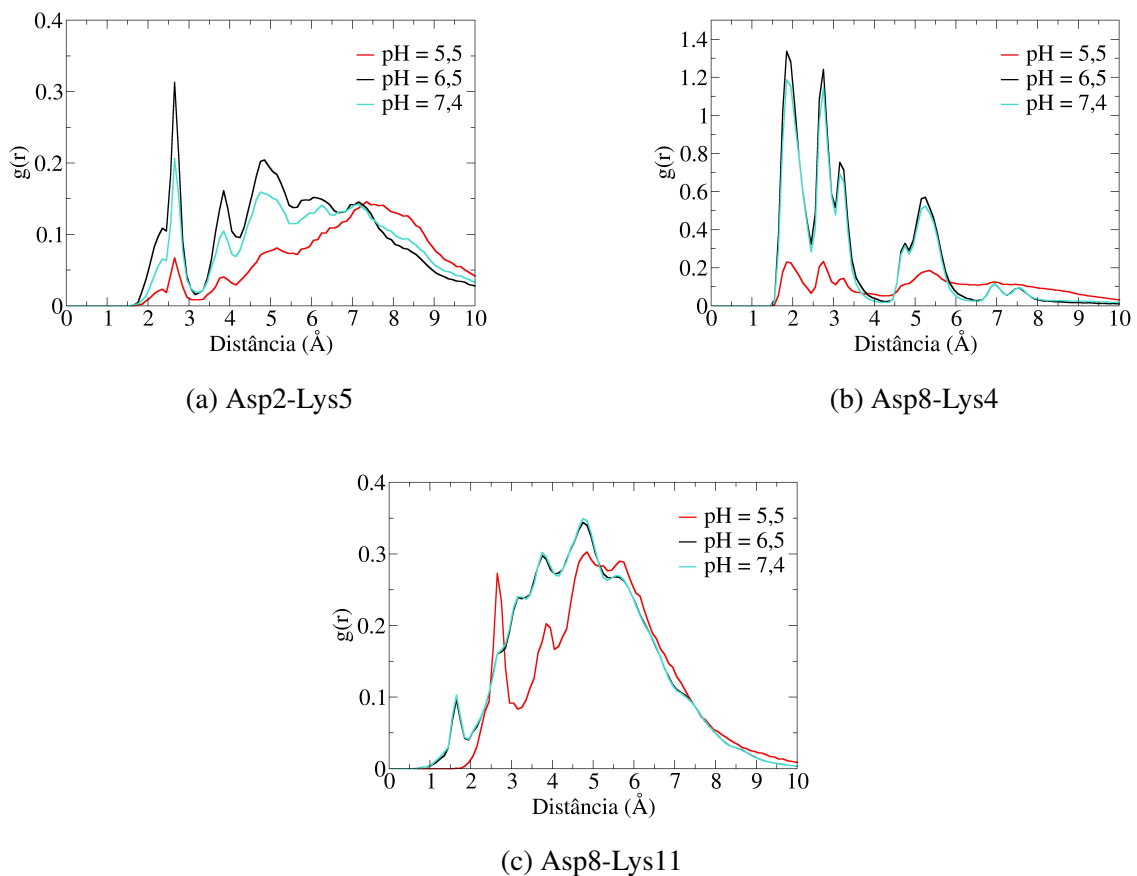 0.4
0.3
0.2
0.1
0
g(r)
pH = 5,5
pH = 6,5
pH = 7,4
0 1 2 3 4 5 6 7 8 9 10
Distância (Å)
(a) Asp2-Lys5
1.4
1.2
1
0.8
0.6
0.4
0.2
0
g(r)
pH = 5,5
pH = 6,5
pH = 7,4
0 1 2 3 4 5 6 7 8 9 10
Distância (Å)
(b) Asp8-Lys4
0.4
0.3
0.2
0.1
0
g(r)
pH = 5,5
pH = 6,5
pH = 7,4
0 1 2 3 4 5 6 7 8 9 10
Distância (Å)
(c) Asp8-Lys11